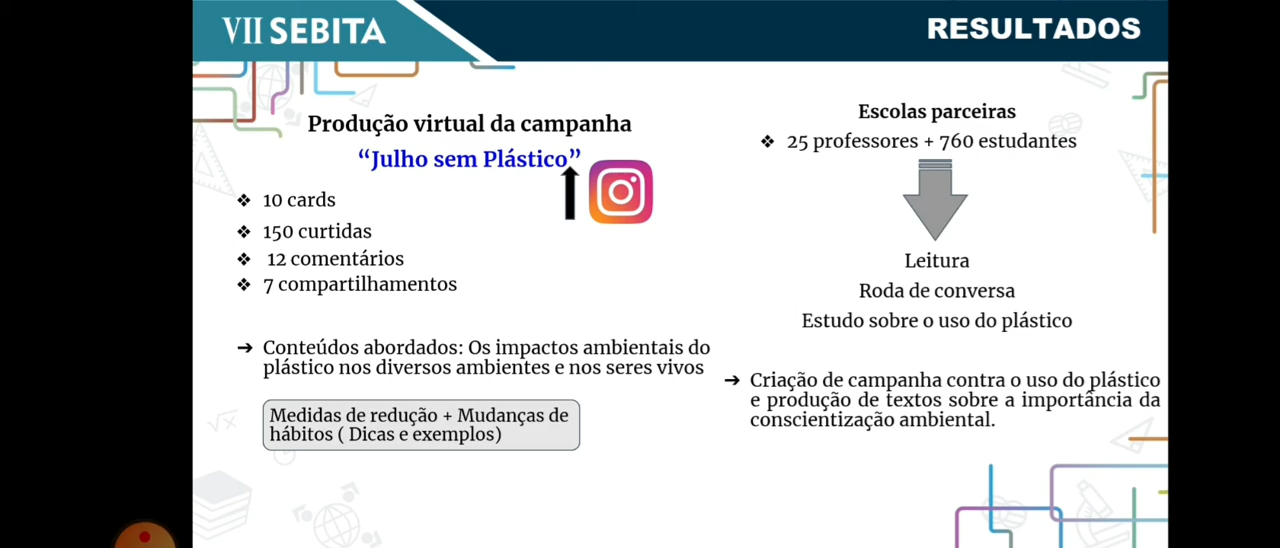 VII SEBITA
RESULTADOS
Produção virtual da campanha
“Julho sem Plástico”
❖ 10 cards
❖ 150 curtidas
❖ 12 comentários
❖ 7 compartilhamentos
➔ Conteúdos abordados: Os impactos ambientais do
plástico nos diversos ambientes e nos seres vivos
Medidas de redução + Mudanças de
hábitos ( Dicas e exemplos)
Escolas parceiras
❖ 25 professores + 760 estudantes
Leitura
Roda de conversa
Estudo sobre o uso do plástico
➔ Criação de campanha contra o uso do plástico
e produção de textos sobre a importância da
conscientização ambiental.